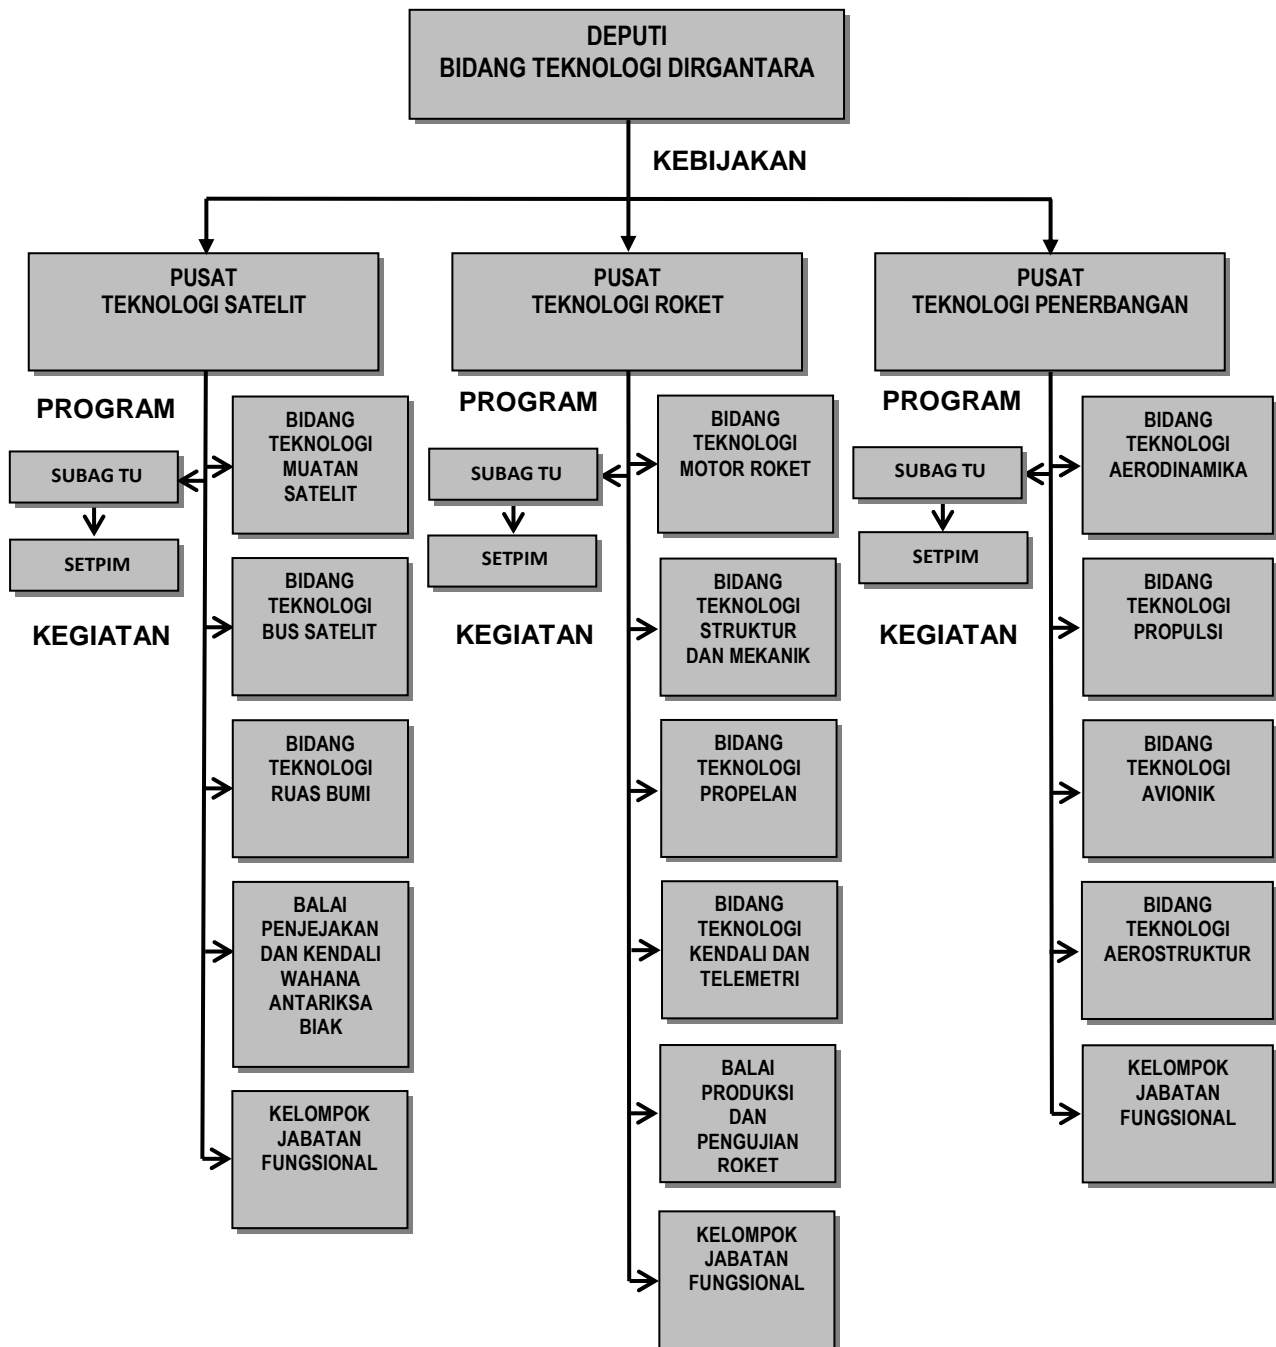 DEPUTI
BIDANG TEKNOLOGI DIRGANTARA
KEBIJAKAN
PUSAT
TEKNOLOGI SATELIT
PUSAT
TEKNOLOGI ROKET
PUSAT
TEKNOLOGI PENERBANGAN
PROGRAM
SUBAG TU
SETPIM
KEGIATAN
BIDANG
TEKNOLOGI
MUATAN
SATELIT
BIDANG
TEKNOLOGI
BUS SATELIT
BIDANG
TEKNOLOGI
RUAS BUMI
BALAI
PENJEJAKAN
DAN KENDALI
WAHANA
ANTARIKSA
BIAK
KELOMPOK
JABATAN
FUNGSIONAL
PROGRAM
SUBAG TU
SETPIM
KEGIATAN
BIDANG
TEKNOLOGI
MOTOR ROKET
BIDANG
TEKNOLOGI
STRUKTUR
DAN MEKANIK
BIDANG
TEKNOLOGI
PROPELAN
BIDANG
TEKNOLOGI
KENDALI DAN
TELEMETRI
BALAI
PRODUKSI
DAN
PENGUJIAN
ROKET
KELOMPOK
JABATAN
FUNGSIONAL
PROGRAM
SUBAG TU
SETPIM
KEGIATAN
BIDANG
TEKNOLOGI
AERODINAMIKA
BIDANG
TEKNOLOGI
PROPULSI
BIDANG
TEKNOLOGI
AVIONIK
BIDANG
TEKNOLOGI
AEROSTRUKTUR
KELOMPOK
JABATAN
FUNGSIONAL